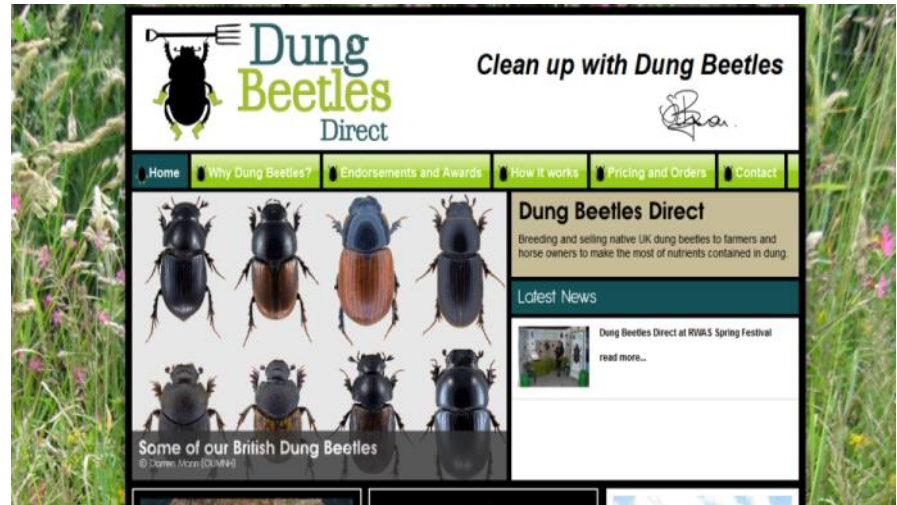 Dung
Beetles
Direct
Clean up with Dung Beetles
Home
Why Dung Beetles?
Endorsements and Awards
How it works
Pricing and Orders
Contact
Dung Beetles Direct
Breeding and selling native UK dung beetles to farmers and
horse owners to make the most of nutrients contained in dung.
Latest News
Dung Beetles Direct at RWAS Spring Festival
read more...
Some of our British Dung Beetles
© Darren Mann (OUMNH)